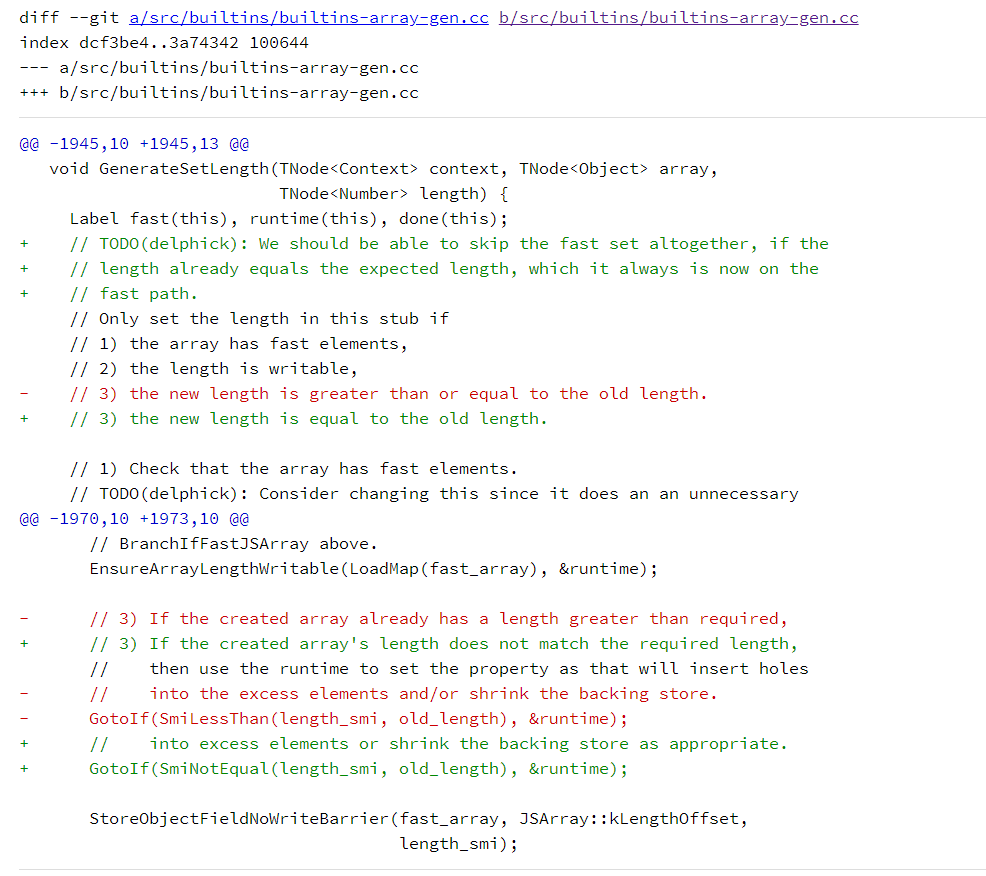 diff --git a/src/builtins/builtins-array-gen.cc b/src/builtins/builtins-array-gen.cc
index dcf3be4..3a74342 100644
--- a/src/builtins/builtins-array-gen.cc
+++ b/src/builtins/builtins-array-gen.cc
@@ -1945,10 +1945,13 @@
   void GenerateSetLength(TNode<Context> context, TNode<Object> array,
                          TNode<Number> length) {
     Label fast(this), runtime(this), done(this);
+    // TODO(delphick): We should be able to skip the fast set altogether, if the
+    // length already equals the expected length, which it always is now on the
+    // fast path.
     // Only set the length in this stub if
     // 1) the array has fast elements,
     // 2) the length is writable,
-    // 3) the new length is greater than or equal to the old length.
+    // 3) the new length is equal to the old length.
     // 1) Check that the array has fast elements.
     // TODO(delphick): Consider changing this since it does an an unnecessary
@@ -1970,10 +1973,10 @@
       // BranchIfFastJSArray above.
       EnsureArrayLengthWritable(LoadMap(fast_array), &runtime);
-      // 3) If the created array already has a length greater than required,
+      // 3) If the created array's length does not match the required length,
       //    then use the runtime to set the property as that will insert holes
-      //    into the excess elements and/or shrink the backing store.
-      GotoIf(SmiLessThan(length_smi, old_length), &runtime);
+      //    into excess elements or shrink the backing store as appropriate.
+      GotoIf(SmiNotEqual(length_smi, old_length), &runtime);
       StoreObjectFieldNoWriteBarrier(fast_array, JSArray::kLengthOffset,
                                      length_smi);